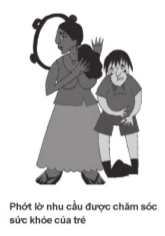 Phớt lờ nhu cầu được chăm sóc
sức khỏe của trẻ